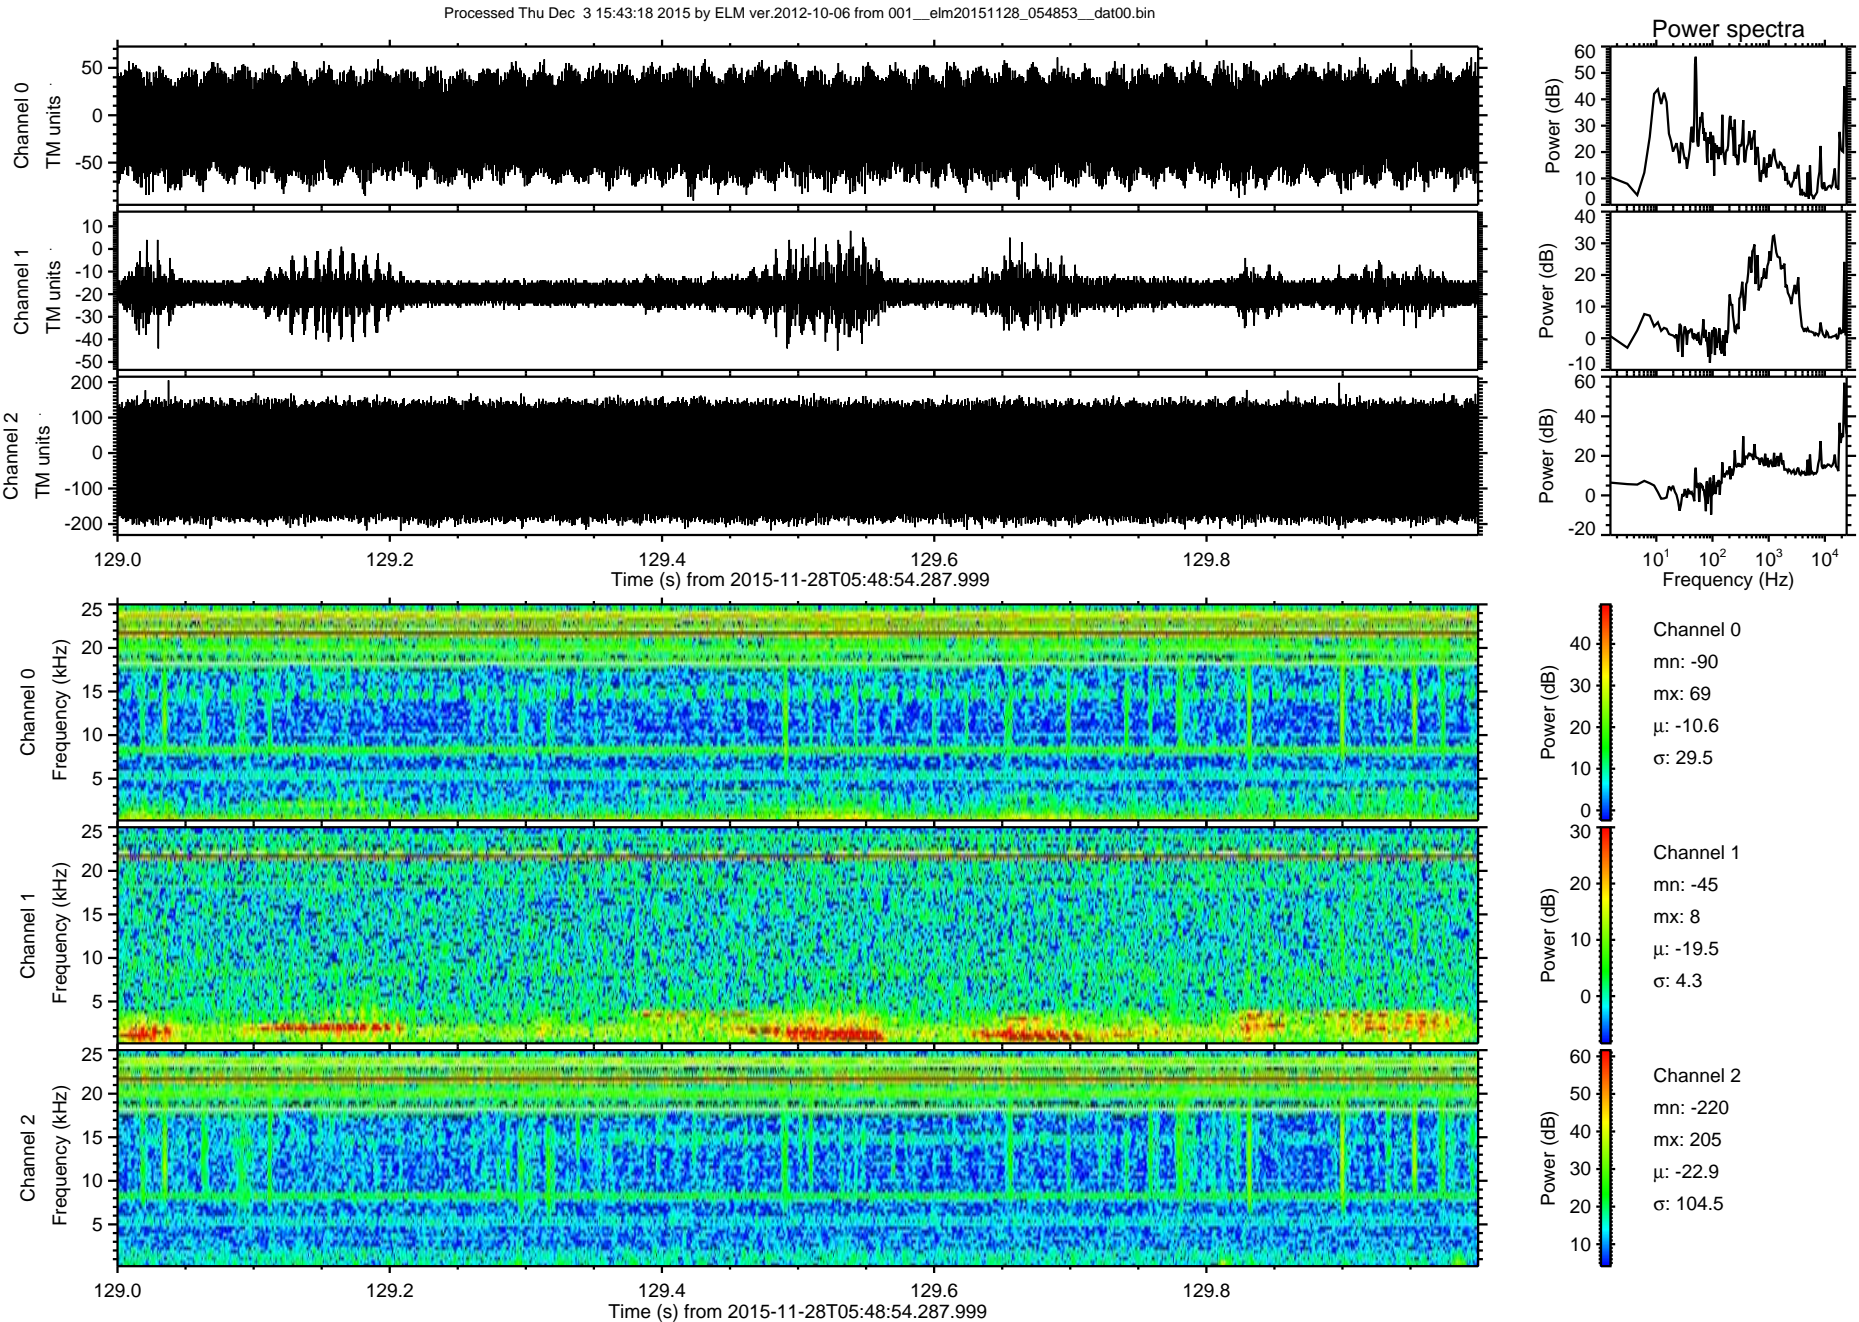 Processed Thu Dec  3 15:43:18 2015 by ELM ver.2012-10-06 from 001__elm20151128_054853__dat00.bin
Power spectra
Channel 0
TM units
50
0
-50
Power (dB)
60
50
40
30
20
10
0
Channel 1
TM units
10
0
-10
-20
-30
-40
-50
Power (dB)
40
30
20
10
0
-10
Channel 2
TM units
200
100
0
-100
-200
Power (dB)
60
40
20
0
-20
129.0 129.2 129.4 129.6 129.8
Time (s) from 2015-11-28T05:48:54.287.999
10¹ 10² 10³ 10⁴
Frequency (Hz)
Channel 0
Frequency (kHz)
25
20
15
10
5
Power (dB)
40
30
20
10
0
Channel 0
mn: -90
mx: 69
μ: -10.6
σ: 29.5
Channel 1
Frequency (kHz)
25
20
15
10
5
Power (dB)
30
20
10
0
Channel 1
mn: -45
mx: 8
μ: -19.5
σ: 4.3
Channel 2
Frequency (kHz)
25
20
15
10
5
Power (dB)
60
50
40
30
20
10
Channel 2
mn: -220
mx: 205
μ: -22.9
σ: 104.5
129.0 129.2 129.4 129.6 129.8
Time (s) from 2015-11-28T05:48:54.287.999